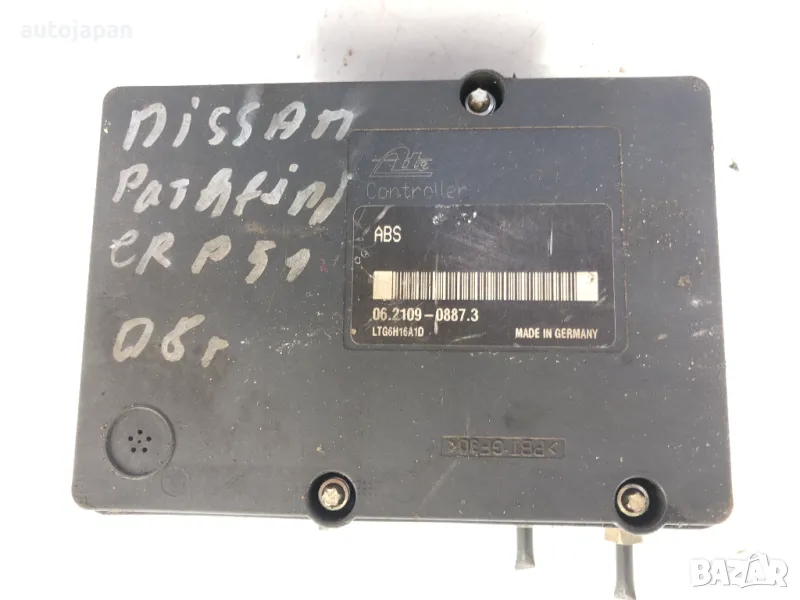 autojapan
nissan
Pathfind
eR R51
06г
Ate
Controller
ABS
06.2109-0887.3
LTG6H16A1D
MADE IN GERMANY
>PBT-GF30<
BAZAR